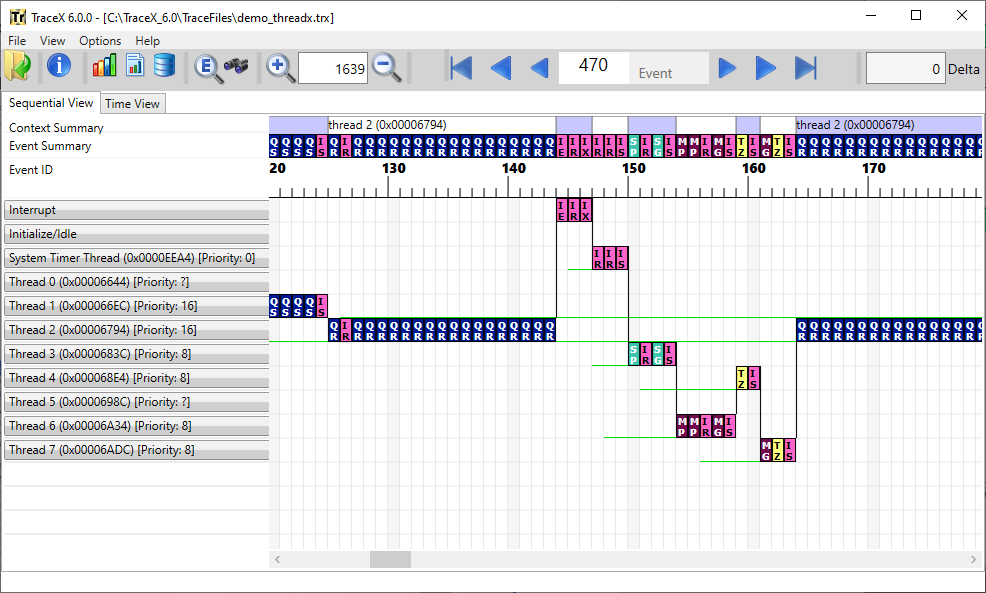 TraceX 6.0.0 - [C:\TraceX_6.0\TraceFiles\demo_threadx.trx]
File View Options Help
E 1639 470 Event 0 Delta
Sequential View Time View
Context Summary thread 2 (0x00006794) thread 2 (0x00006794)
Event Summary Q Q Q Q I Q I Q Q Q Q Q Q Q Q Q Q Q Q Q Q Q Q Q I I I I I I S I S I M M I M I T I M T I Q Q Q Q Q Q Q Q Q Q Q Q Q Q Q Q
S S S S S R R R R R R R R R R R R R R R R R R R E R X R R S P R G S P P R G S Z S G Z S R R R R R R R R R R R R R R R R
Event ID 20 130 140 150 160 170
Interrupt I I I
E R X
Initialize/Idle
System Timer Thread (0x0000EEA4) [Priority: 0] I I I
R R S
Thread 0 (0x00006644) [Priority: ?]
Thread 1 (0x000066EC) [Priority: 16] Q Q Q Q I
S S S S S
Thread 2 (0x00006794) [Priority: 16] Q I Q Q Q Q Q Q Q Q Q Q Q Q Q Q Q Q Q Q Q Q Q Q Q Q Q Q Q Q Q Q Q Q Q
R R R R R R R R R R R R R R R R R R R R R R R R R R R R R R R R R R R
Thread 3 (0x0000683C) [Priority: 8] S I S I
P R G S
Thread 4 (0x000068E4) [Priority: 8] T I
Z S
Thread 5 (0x0000698C) [Priority: ?]
Thread 6 (0x00006A34) [Priority: 8] M M I M I
P P R G S
Thread 7 (0x00006ADC) [Priority: 8] M T I
G Z S